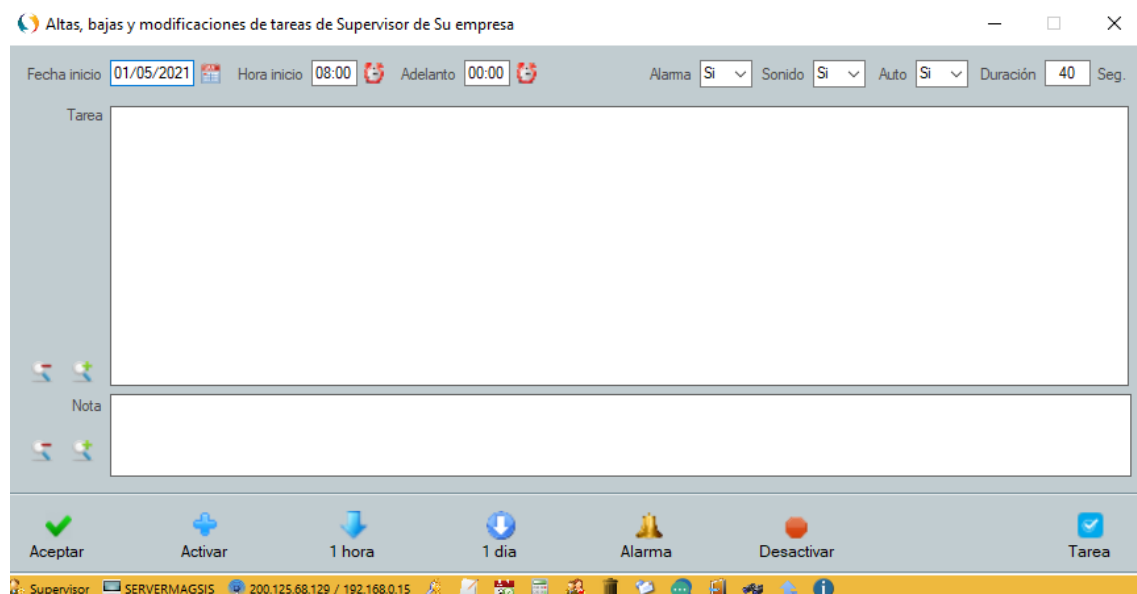 Altas, bajas y modificaciones de tareas de Supervisor de Su empresa
Fecha inicio 01/05/2021 Hora inicio 08:00 Adelanto 00:00 Alarma Si Sonido Si Auto Si Duración 40 Seg.
Tarea
Nota
Aceptar Activar 1 hora 1 dia Alarma Desactivar Tarea
Supervisor SERVERMAGSIS 200.125.68.129 / 192.168.0.15